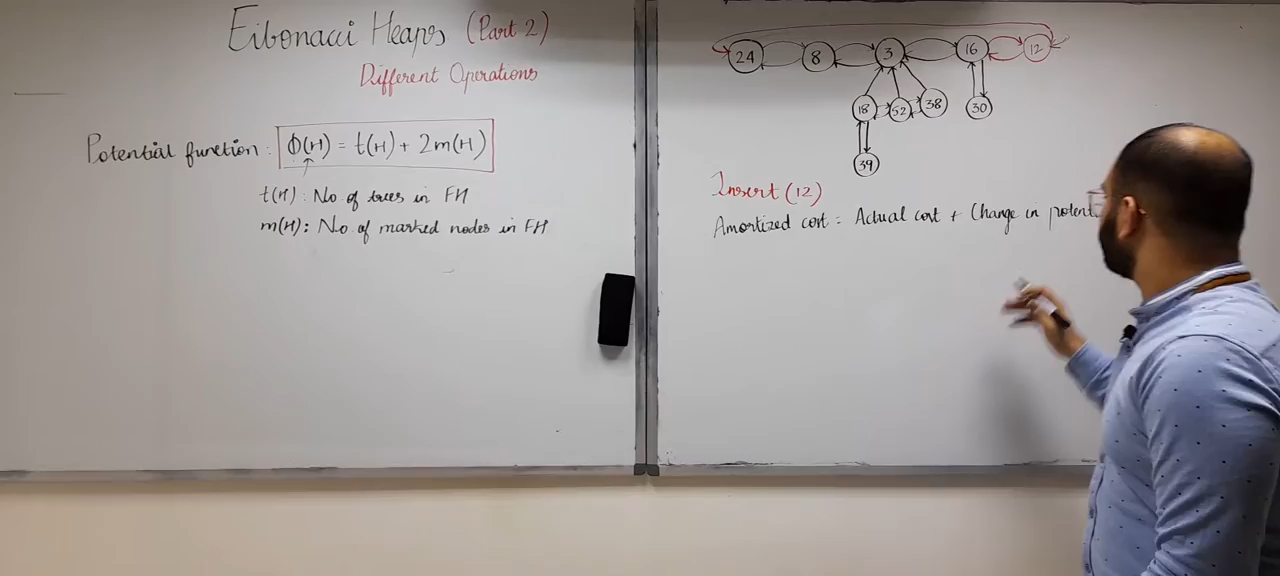 Fibonacci Heaps (Part 2)
Different Operations
Potential function: Φ(H) = t(H) + 2m(H)
t(H): No of trees in FH
m(H): No of marked nodes in FH
24 8 3 16 12
18 52 38 30
39
Insert (12)
Amortized cost = Actual cost + Change in potent